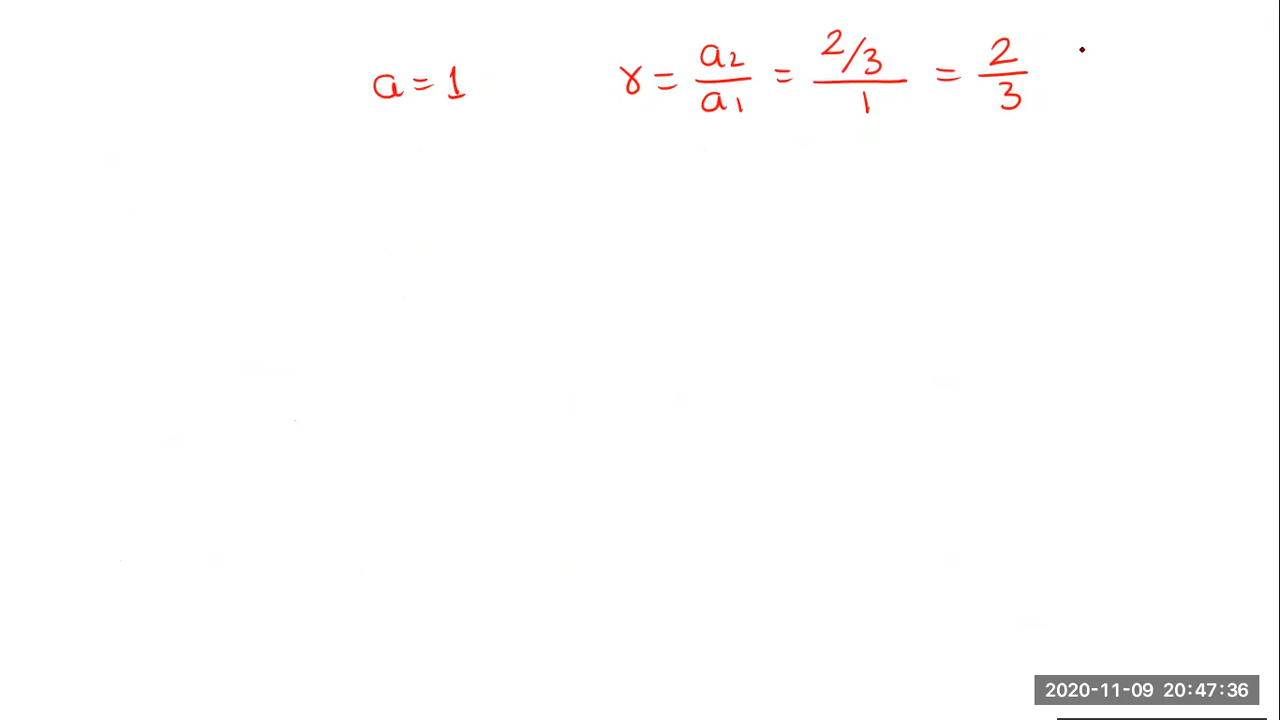 a = 1 r = a2/a1 = (2/3)/1 = 2/3
2020-11-09 20:47:36